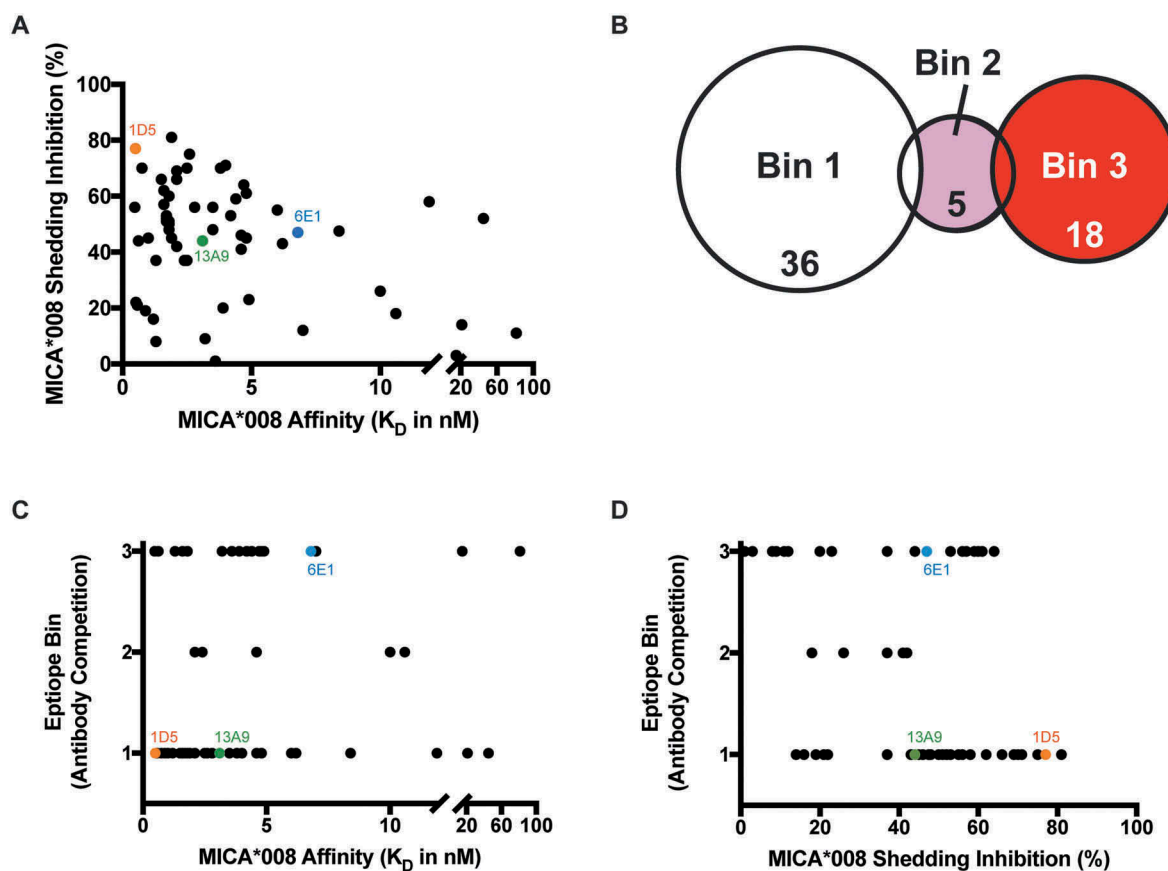 A
MICA*008 Shedding Inhibition (%)
100
80
60
40
20
0
1D5
13A9
6E1
0 5 10 20 60 100
MICA*008 Affinity (KD in nM)
B
Bin 1
36
Bin 2
5
Bin 3
18
C
Eptiope Bin
(Antibody Competition)
3
2
1
6E1
1D5
13A9
0 5 10 20 60 100
MICA*008 Affinity (KD in nM)
D
Eptiope Bin
(Antibody Competition)
3
2
1
6E1
13A9
1D5
0 20 40 60 80 100
MICA*008 Shedding Inhibition (%)